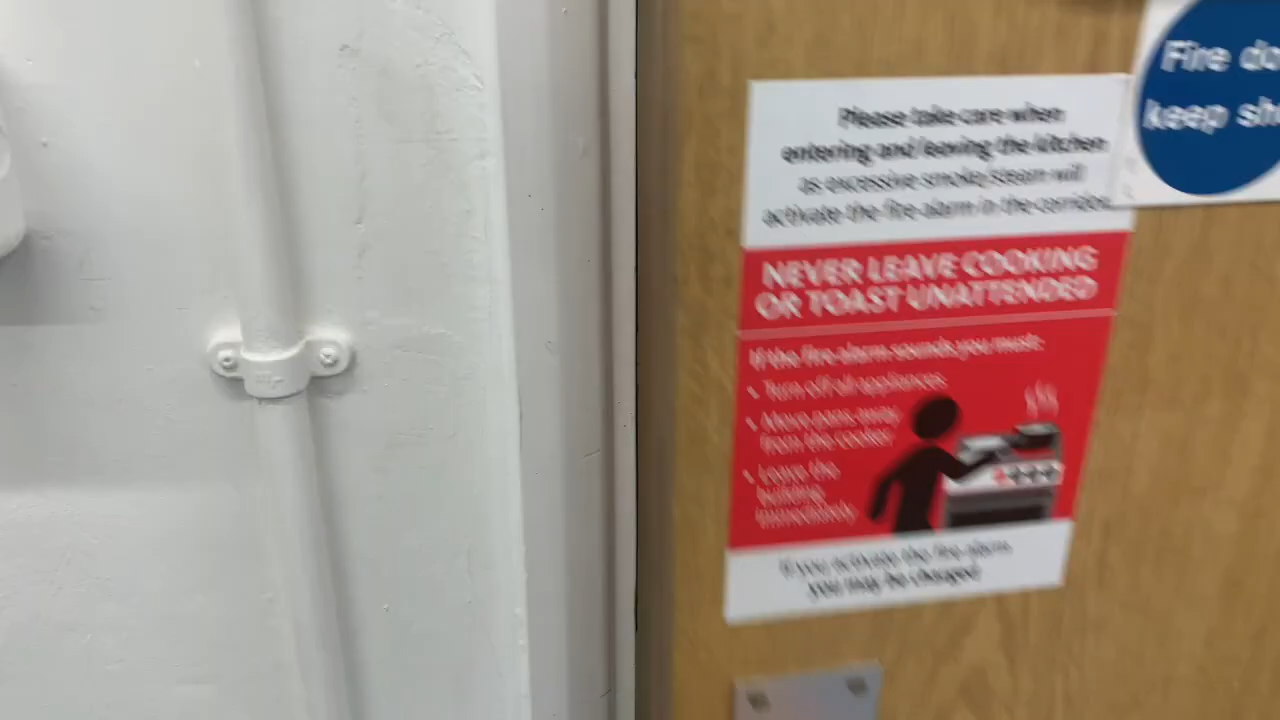 Please take care when
entering and leaving the kitchen
as excessive smoke/steam will
activate the fire alarm in the corridor.
NEVER LEAVE COOKING
OR TOAST UNATTENDED
If the fire alarm sounds you must:
• Turn off all appliances
• Move pans away
from the cooker
• Leave the
building
immediately
If you activate the fire alarm
you may be charged
Fire
keep